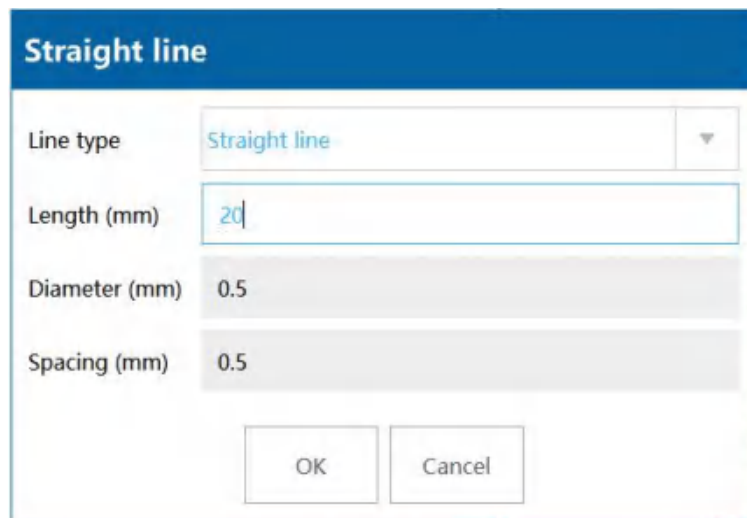 Straight line
Line type Straight line
Length (mm) 20
Diameter (mm) 0.5
Spacing (mm) 0.5
OK Cancel